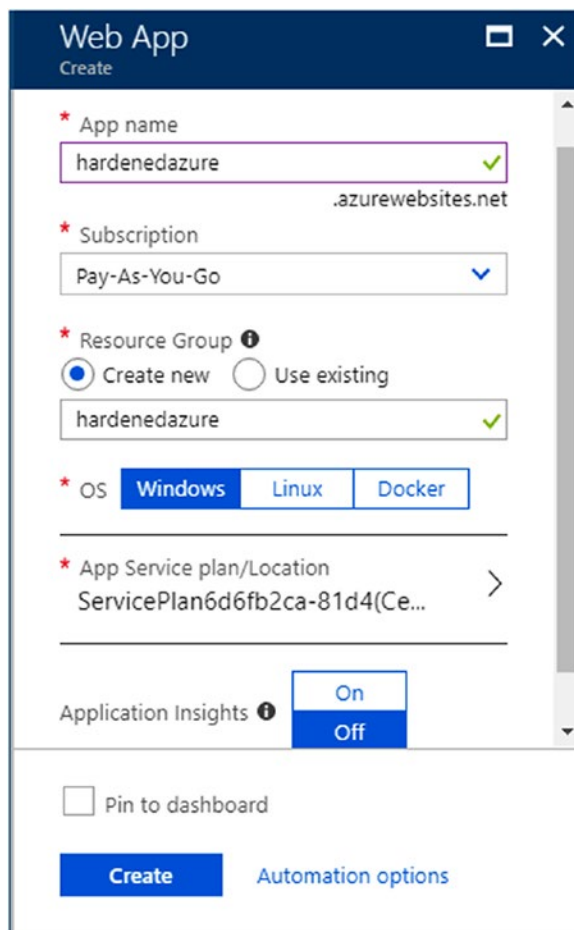 Web App
Create
* App name
hardenedazure
.azurewebsites.net
* Subscription
Pay-As-You-Go
* Resource Group
Create new Use existing
hardenedazure
* OS Windows Linux Docker
* App Service plan/Location
ServicePlan6d6fb2ca-81d4(Ce...
On
Application Insights
Off
Pin to dashboard
Create Automation options